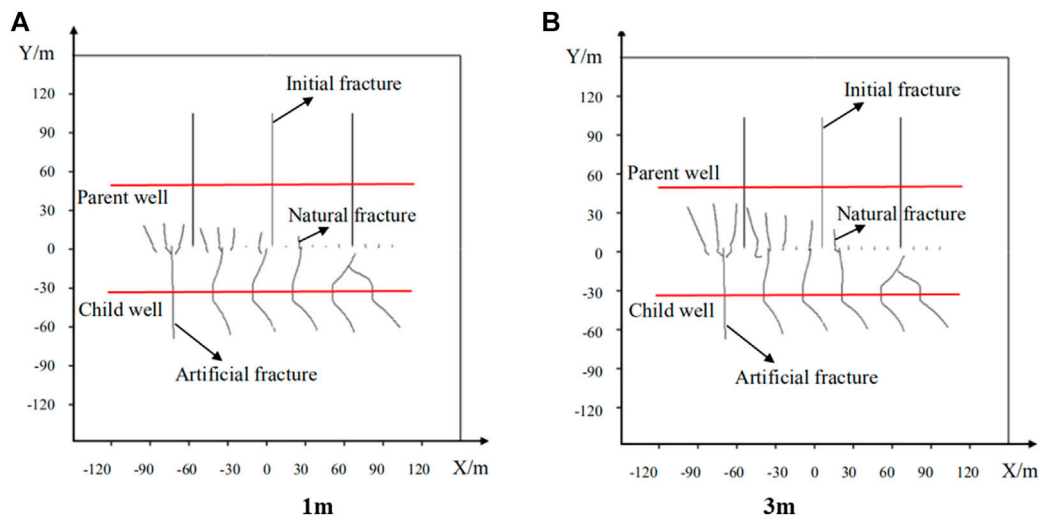 A
Y/m
120
90
60
30
0
-30
-60
-90
-120
Initial fracture
Parent well
Natural fracture
Child well
Artificial fracture
-120 -90 -60 -30 0 30 60 90 120
X/m
1m
B
Y/m
120
90
60
30
0
-30
-60
-90
-120
Initial fracture
Parent well
Natural fracture
Child well
Artificial fracture
-120 -90 -60 -30 0 30 60 90 120
X/m
3m